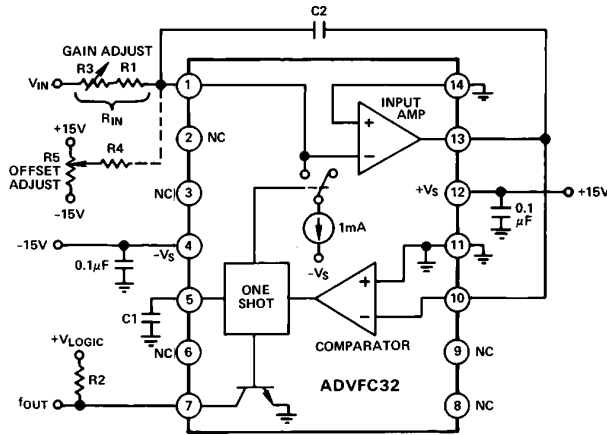 C2
GAIN ADJUST
R3 R1
VIN
RIN
1
14
INPUT
AMP
+
−
13
+15V
R5
OFFSET
ADJUST
R4
−15V
2 NC
NC 3
+VS 12
+15V
0.1
µF
1mA
−VS
−15V
−VS 4
0.1µF
11
+
−
10
5
C1
ONE
SHOT
COMPARATOR
+VLOGIC
R2
NC 6
9 NC
ADVFC32
fOUT
7
8 NC